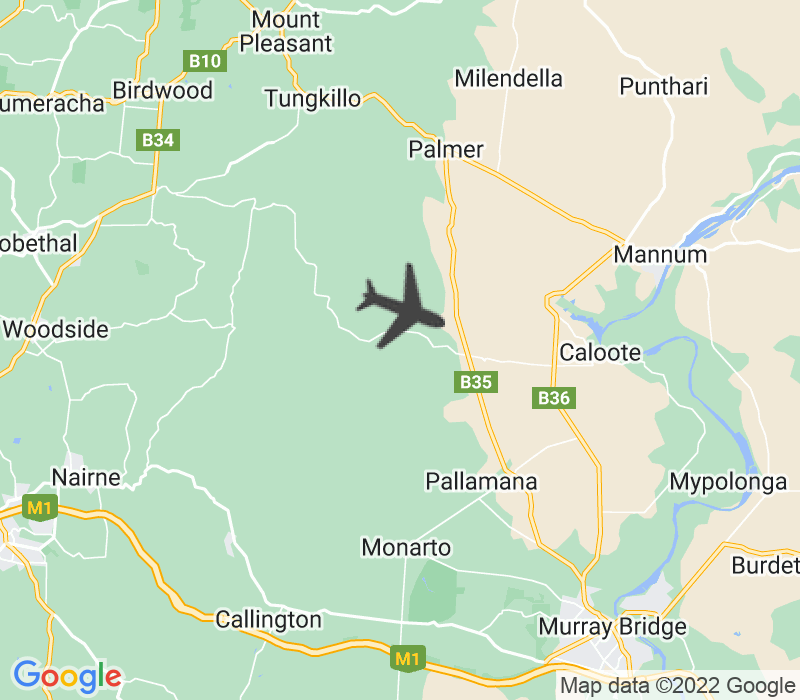 Mount
Pleasant
B10
Milendella
Punthari
Birdwood
Tungkillo
umeracha
B34
Palmer
obethal
Mannum
Woodside
Caloote
B35
B36
Nairne
Pallamana
Mypolonga
M1
Monarto
Burdet
Callington
Murray Bridge
M1
Google
Map data ©2022 Google